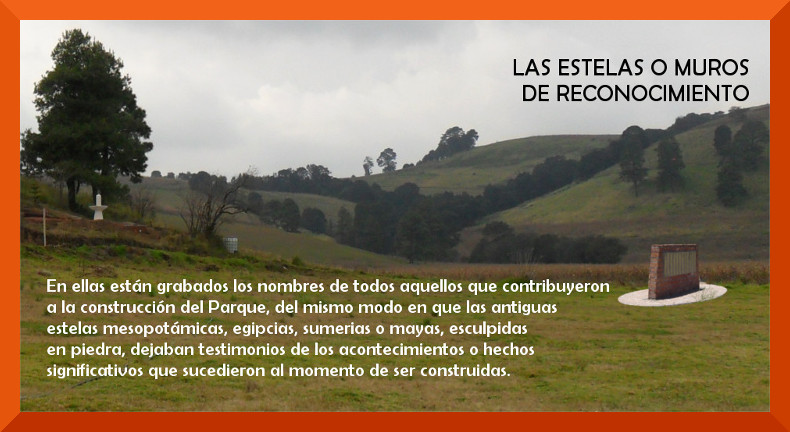 LAS ESTELAS O MUROS
DE RECONOCIMIENTO
En ellas están grabados los nombres de todos aquellos que contribuyeron
a la construcción del Parque, del mismo modo en que las antiguas
estelas mesopotámicas, egipcias, sumerias o mayas, esculpidas
en piedra, dejaban testimonios de los acontecimientos o hechos
significativos que sucedieron al momento de ser construidas.